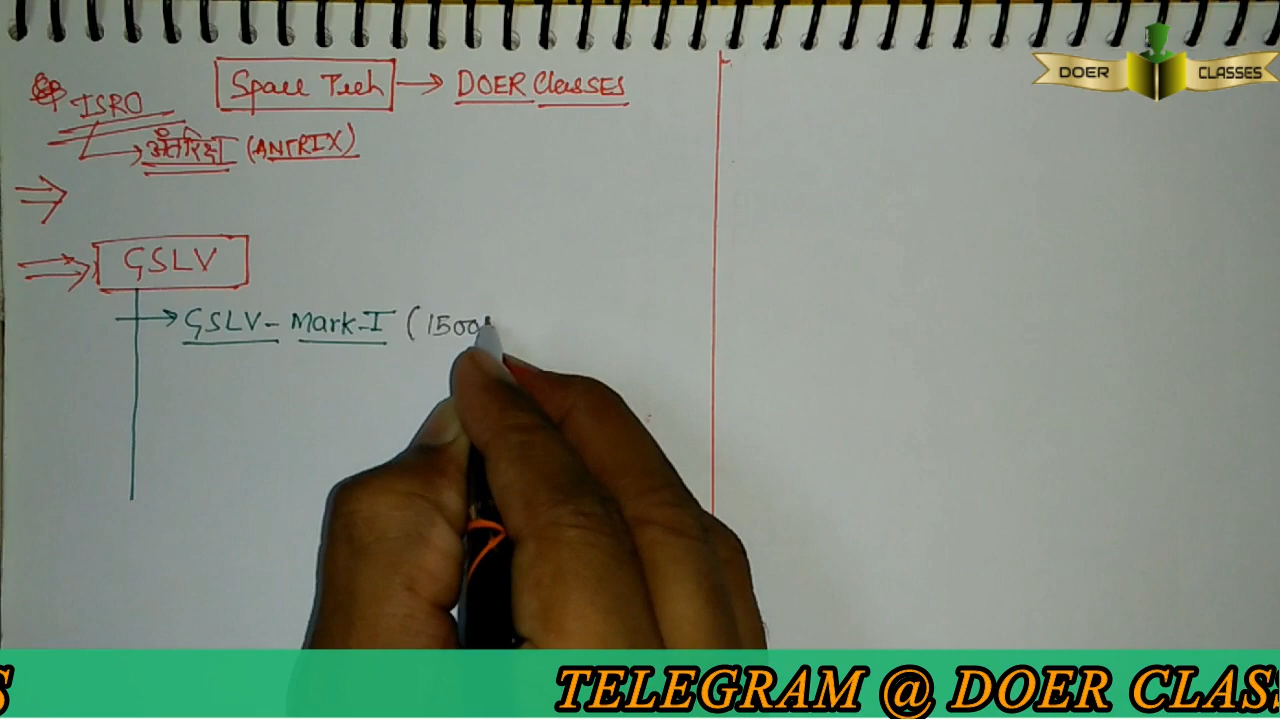 Space Tech → DOER Classes
DOER CLASSES
ISRO
→ अंतरिक्ष (ANTRIX)
GSLV
→ GSLV - Mark-I (1500
S TELEGRAM @ DOER CLAS